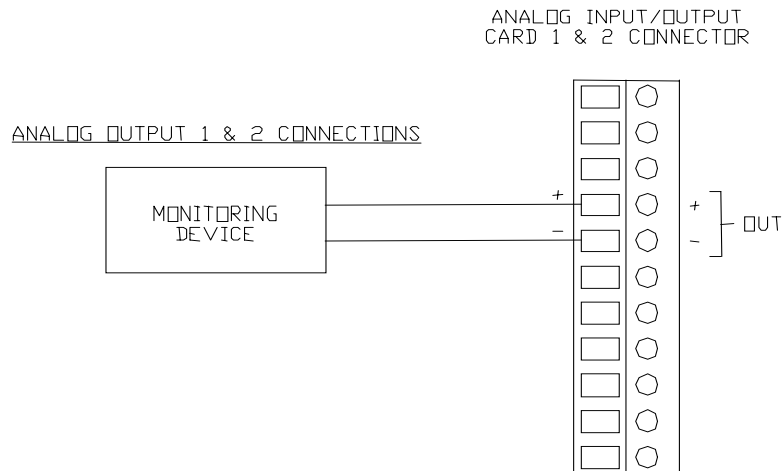 ANALOG INPUT/OUTPUT
CARD 1 & 2 CONNECTOR
ANALOG OUTPUT 1 & 2 CONNECTIONS
MONITORING
DEVICE
+
-
+
-
OUT